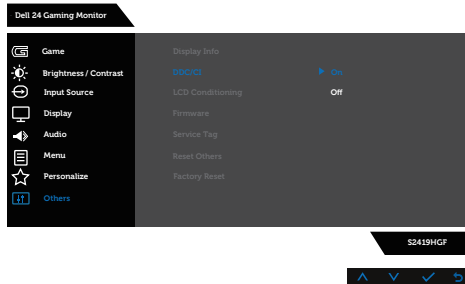 Dell 24 Gaming Monitor
Game
Display Info
Brightness / Contrast
DDC/CI
On
Input Source
LCD Conditioning
Off
Display
Firmware
Audio
Service Tag
Menu
Reset Others
Personalize
Factory Reset
Others
S2419HGF